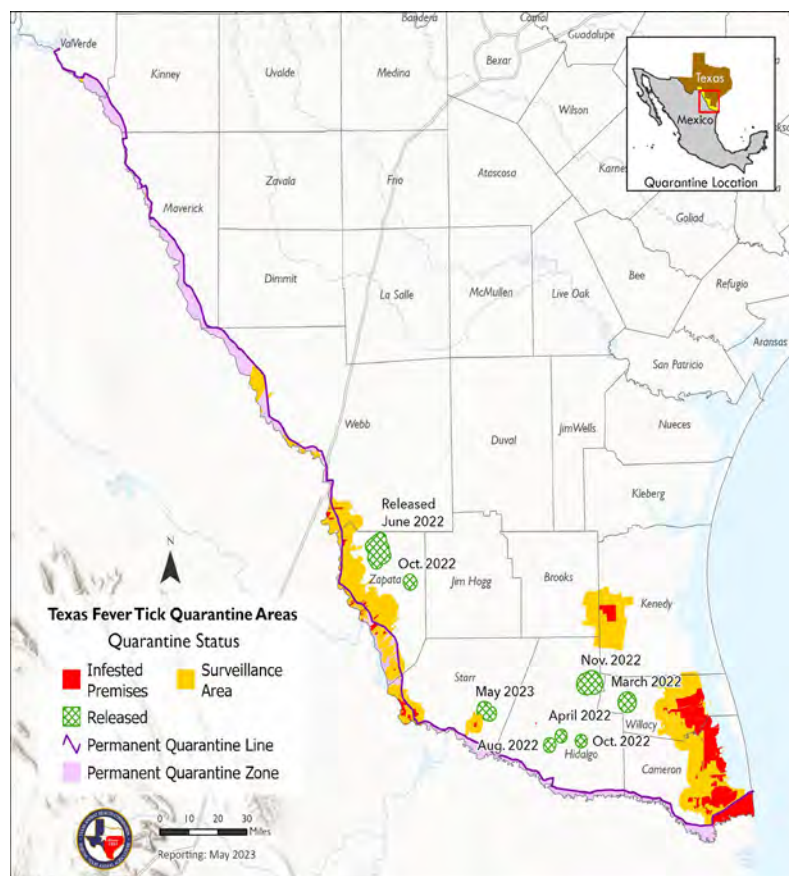 Bandera
Comal
Guadalupe
ValVerde
Kinney
Uvalde
Medina
Bexar
Wilson
Texas
Mexico
Quarantine Location
Zavala
Frio
Atascosa
Karnes
Maverick
Goliad
Dimmit
La Salle
McMullen
Live Oak
Bee
Refugio
Aransas
San Patricio
Webb
Duval
JimWells
Nueces
Kleberg
Released
June 2022
Oct. 2022
Zapata
Jim Hogg
Brooks
Kenedy
N
Texas Fever Tick Quarantine Areas
Quarantine Status
Infested
Premises
Surveillance
Area
Released
Permanent Quarantine Line
Permanent Quarantine Zone
Nov. 2022
March 2022
Starr
May 2023
April 2022
Willacy
Aug. 2022
Oct. 2022
Hidalgo
Cameron
0 5 10 20 30
Miles
Reporting: May 2023